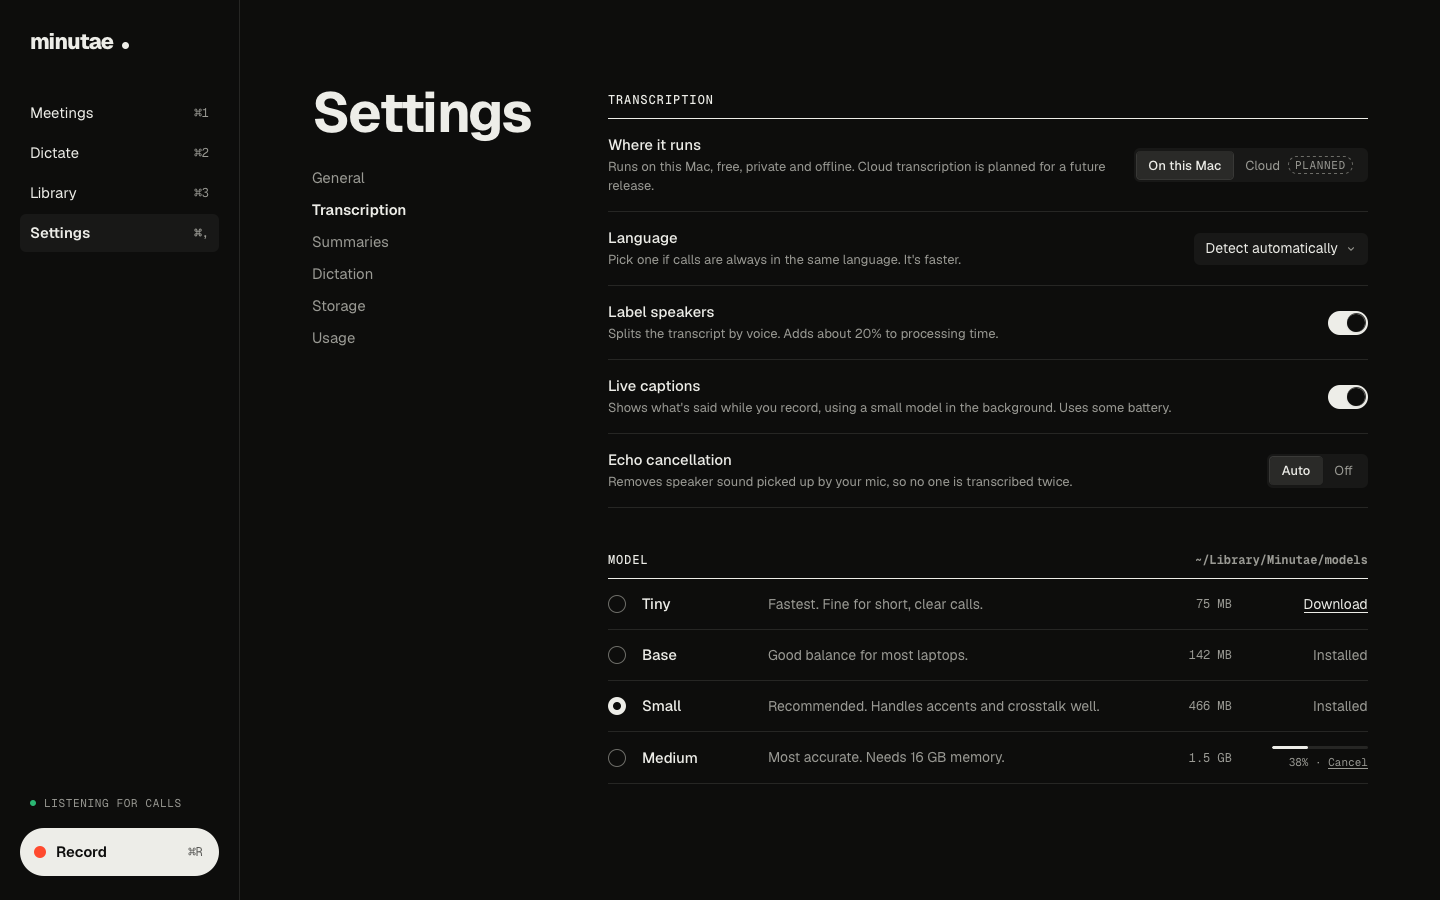 minutae
Meetings ⌘1
Dictate ⌘2
Library ⌘3
Settings ⌘,
LISTENING FOR CALLS
Record ⌘R
Settings
General
Transcription
Summaries
Dictation
Storage
Usage
TRANSCRIPTION
Where it runs
Runs on this Mac, free, private and offline. Cloud transcription is planned for a future
release.
On this Mac Cloud PLANNED
Language
Pick one if calls are always in the same language. It's faster.
Detect automatically
Label speakers
Splits the transcript by voice. Adds about 20% to processing time.
Live captions
Shows what's said while you record, using a small model in the background. Uses some battery.
Echo cancellation
Removes speaker sound picked up by your mic, so no one is transcribed twice.
Auto Off
MODEL ~/Library/Minutae/models
Tiny Fastest. Fine for short, clear calls. 75 MB Download
Base Good balance for most laptops. 142 MB Installed
Small Recommended. Handles accents and crosstalk well. 466 MB Installed
Medium Most accurate. Needs 16 GB memory. 1.5 GB 38% · Cancel